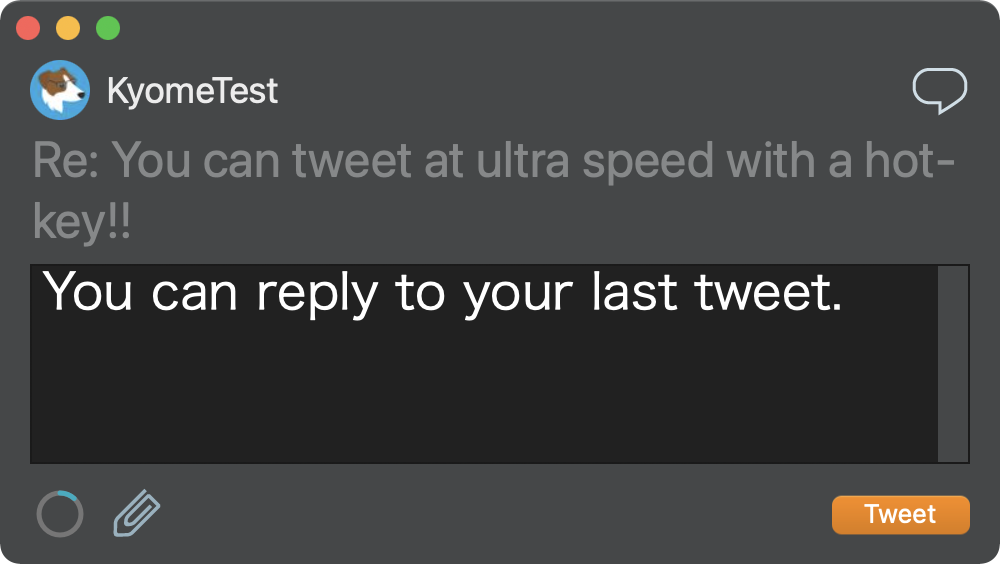 KyomeTest
Re: You can tweet at ultra speed with a hot-
key!!
You can reply to your last tweet.
Tweet